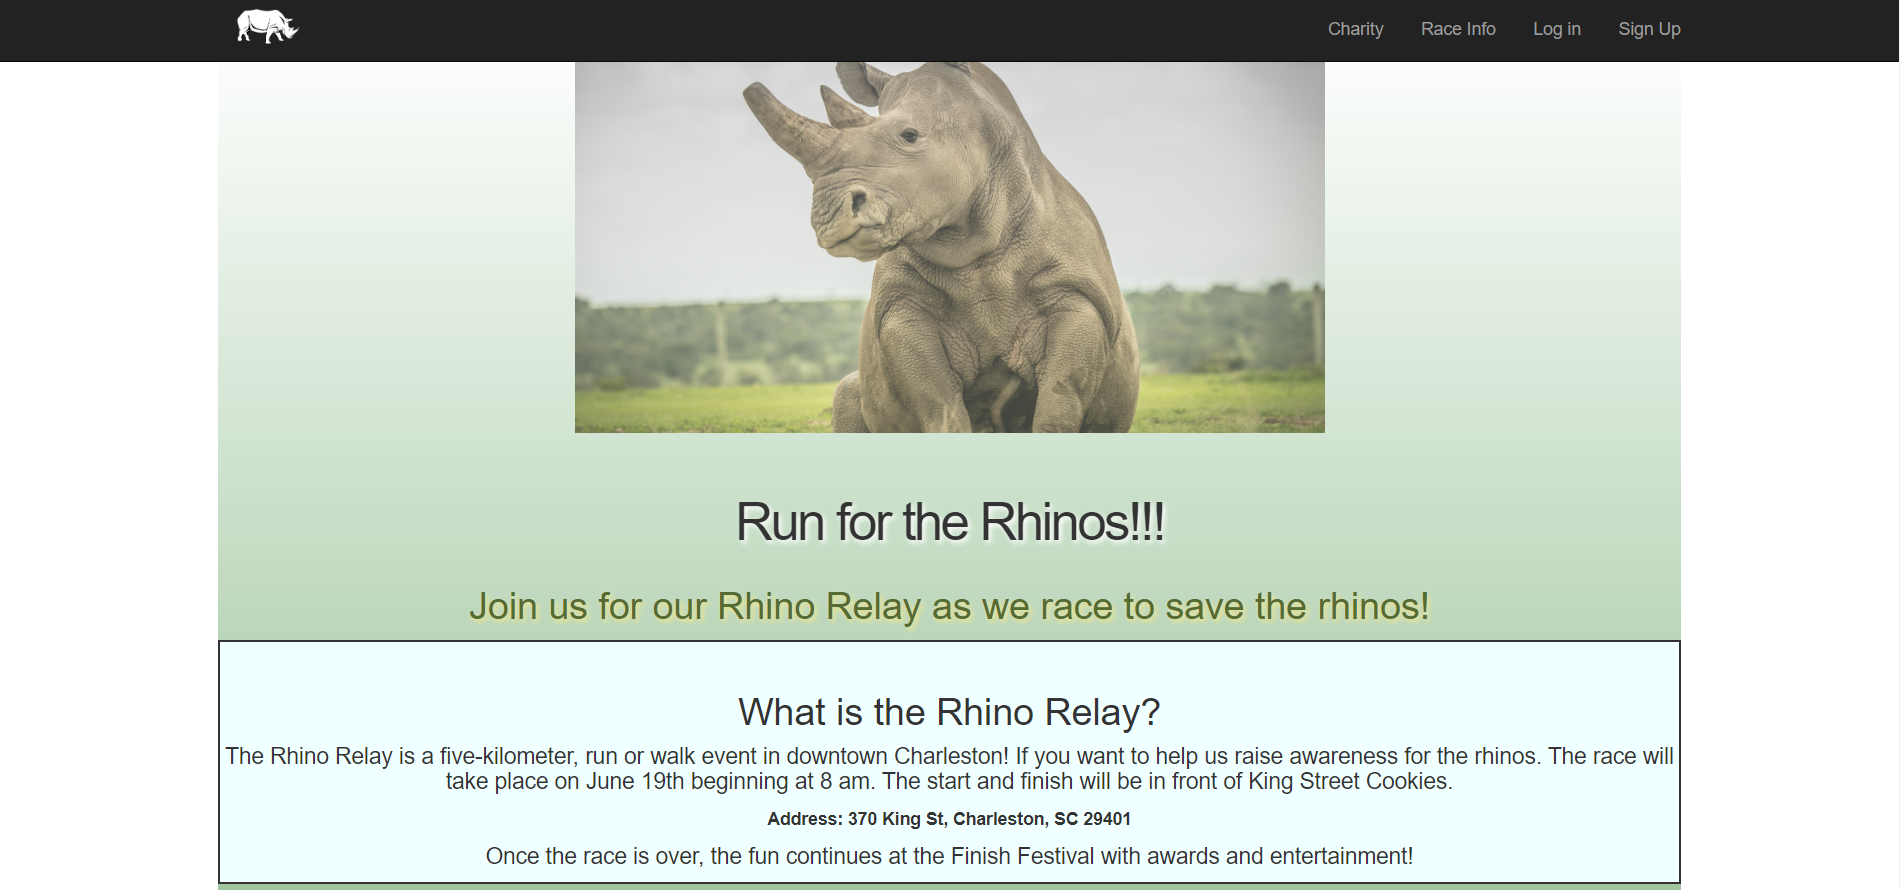 Charity Race Info Log in Sign Up
Run for the Rhinos!!!
Join us for our Rhino Relay as we race to save the rhinos!
What is the Rhino Relay?
The Rhino Relay is a five-kilometer, run or walk event in downtown Charleston! If you want to help us raise awareness for the rhinos. The race will
take place on June 19th beginning at 8 am. The start and finish will be in front of King Street Cookies.
Address: 370 King St, Charleston, SC 29401
Once the race is over, the fun continues at the Finish Festival with awards and entertainment!